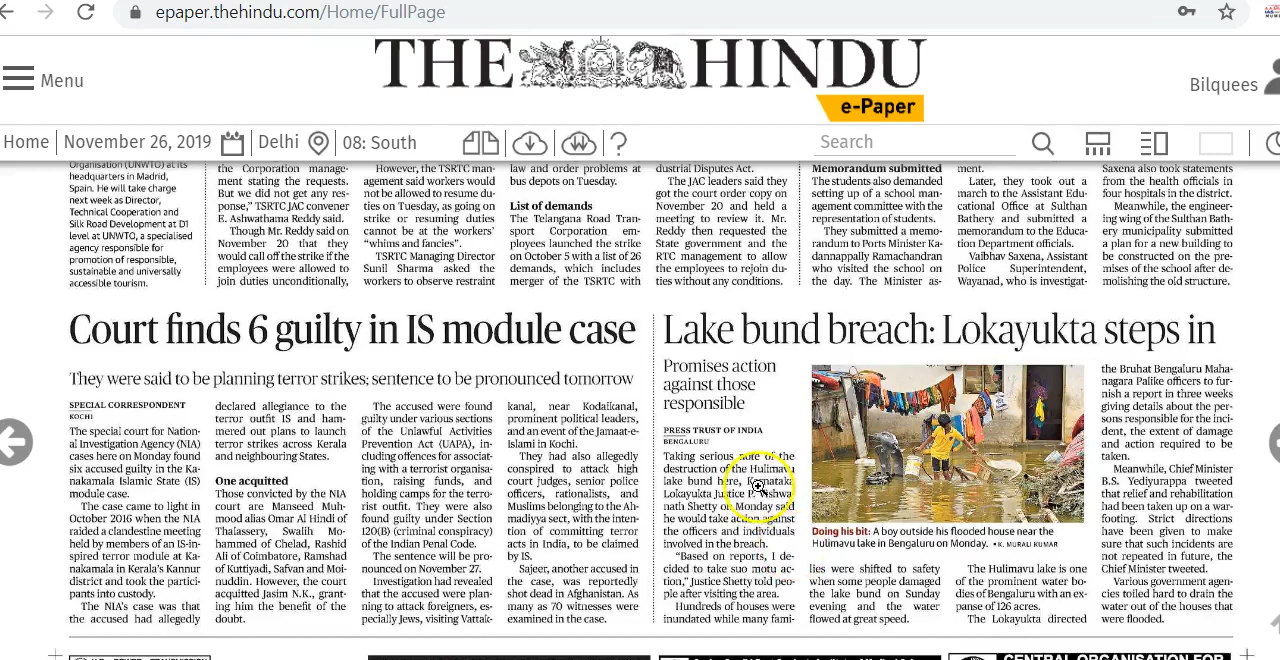 epaper.thehindu.com/Home/FullPage
THE HINDU
e-Paper
Menu
Bilquees
Home
November 26, 2019
Delhi
08: South
?
Search
Organisation (UNWTO) at its
headquarters in Madrid,
Spain. He will take charge
next week as Director,
Technical Cooperation and
Silk Road Development at D1
level at UNWTO, a specialised
agency responsible for
promotion of responsible,
sustainable and universally
accessible tourism.
the Corporation manage-
ment stating the requests.
But we did not get any res-
ponse,” TSRTC JAC convener
E. Ashwathama Reddy said.
Though Mr. Reddy said on
November 20 that they
would call off the strike if the
employees were allowed to
join duties unconditionally,
However, the TSRTC man-
agement said workers would
not be allowed to resume du-
ties on Tuesday, as going on
strike or resuming duties
cannot be at the workers’
“whims and fancies”.
TSRTC Managing Director
Sunil Sharma asked the
workers to observe restraint
law and order problems at
bus depots on Tuesday.
List of demands
The Telangana Road Tran-
sport Corporation em-
ployees launched the strike
on October 5 with a list of 26
demands, which includes
merger of the TSRTC with
dustrial Disputes Act.
The JAC leaders said they
got the court order copy on
November 20 and held a
meeting to review it. Mr.
Reddy then requested the
State government and the
RTC management to allow
the employees to rejoin du-
ties without any conditions.
Memorandum submitted
The students also demanded
setting up of a school man-
agement committee with the
representation of students.
They submitted a memo-
randum to Ports Minister Ka-
dannappally Ramachandran
who visited the school on
the day. The Minister as-
ment.
Later, they took out a
march to the Assistant Edu-
cational Office at Sulthan
Bathery and submitted a
memorandum to the Educa-
tion Department officials.
Vaibhav Saxena, Assistant
Police Superintendent,
Wayanad, who is investigat-
Saxena also took statements
from the health officials in
four hospitals in the district.
Meanwhile, the engineer-
ing wing of the Sulthan Bath-
ery municipality submitted
a plan for a new building to
be constructed on the pre-
mises of the school after de-
molishing the old structure.
Court finds 6 guilty in IS module case
They were said to be planning terror strikes; sentence to be pronounced tomorrow
SPECIAL CORRESPONDENT
KOCHI
The special court for Nation-
al Investigation Agency (NIA)
cases here on Monday found
six accused guilty in the Ka-
nakamala Islamic State (IS)
module case.
The case came to light in
October 2016 when the NIA
raided a clandestine meeting
held by members of an IS-in-
spired terror module at Ka-
nakamala in Kerala’s Kannur
district and took the partici-
pants into custody.
The NIA’s case was that
the accused had allegedly
declared allegiance to the
terror outfit IS and ham-
mered out plans to launch
terror strikes across Kerala
and neighbouring States.
One acquitted
Those convicted by the NIA
court are Manseed Muh-
mood alias Omar Al Hindi of
Thalassery, Swalih Mo-
hammed of Chelad, Rashid
Ali of Coimbatore, Ramshad
of Kuttiyadi, Safvan and Moi-
nuddin. However, the court
acquitted Jasim N.K., grant-
ing him the benefit of the
doubt.
The accused were found
guilty under various sections
of the Unlawful Activities
Prevention Act (UAPA), in-
cluding offences for associat-
ing with a terrorist organisa-
tion, raising funds, and
holding camps for the terro-
rist outfit. They were also
found guilty under Section
120(B) (criminal conspiracy)
of the Indian Penal Code.
The sentence will be pro-
nounced on November 27.
Investigation had revealed
that the accused were plan-
ning to attack foreigners, es-
pecially Jews, visiting Vattak-
kanal, near Kodaikanal,
prominent political leaders,
and an event of the Jamaat-e-
Islami in Kochi.
They had also allegedly
conspired to attack high
court judges, senior police
officers, rationalists, and
Muslims belonging to the Ah-
madiyya sect, with the inten-
tion of committing terror
acts in India, to be claimed
by IS.
Sajeer, another accused in
the case, was reportedly
shot dead in Afghanistan. As
many as 70 witnesses were
examined in the case.
Lake bund breach: Lokayukta steps in
Promises action
against those
responsible
PRESS TRUST OF INDIA
BENGALURU
Taking serious note of the
destruction of the Hulimavu
lake bund here, Karnataka
Lokayukta Justice P. Vishwa-
nath Shetty on Monday said
he would take action against
the officers and individuals
involved in the breach.
“Based on reports, I de-
cided to take suo motu ac-
tion,” Justice Shetty told peo-
ple after visiting the area.
Hundreds of houses were
inundated while many fami-
Doing his bit: A boy outside his flooded house near the
Hulimavu lake in Bengaluru on Monday. • K. MURALI KUMAR
lies were shifted to safety
when some people damaged
the lake bund on Sunday
evening and the water
flowed at great speed.
The Hulimavu lake is one
of the prominent water bo-
dies of Bengaluru with an ex-
panse of 126 acres.
The Lokayukta directed
the Bruhat Bengaluru Maha-
nagara Palike officers to fur-
nish a report in three weeks
giving details about the per-
sons responsible for the inci-
dent, the extent of damage
and action required to be
taken.
Meanwhile, Chief Minister
B.S. Yediyurappa tweeted
that relief and rehabilitation
had been taken up on a war-
footing. Strict directions
have been given to make
sure that such incidents are
not repeated in future, the
Chief Minister tweeted.
Various government agen-
cies toiled hard to drain the
water out of the houses that
were flooded.